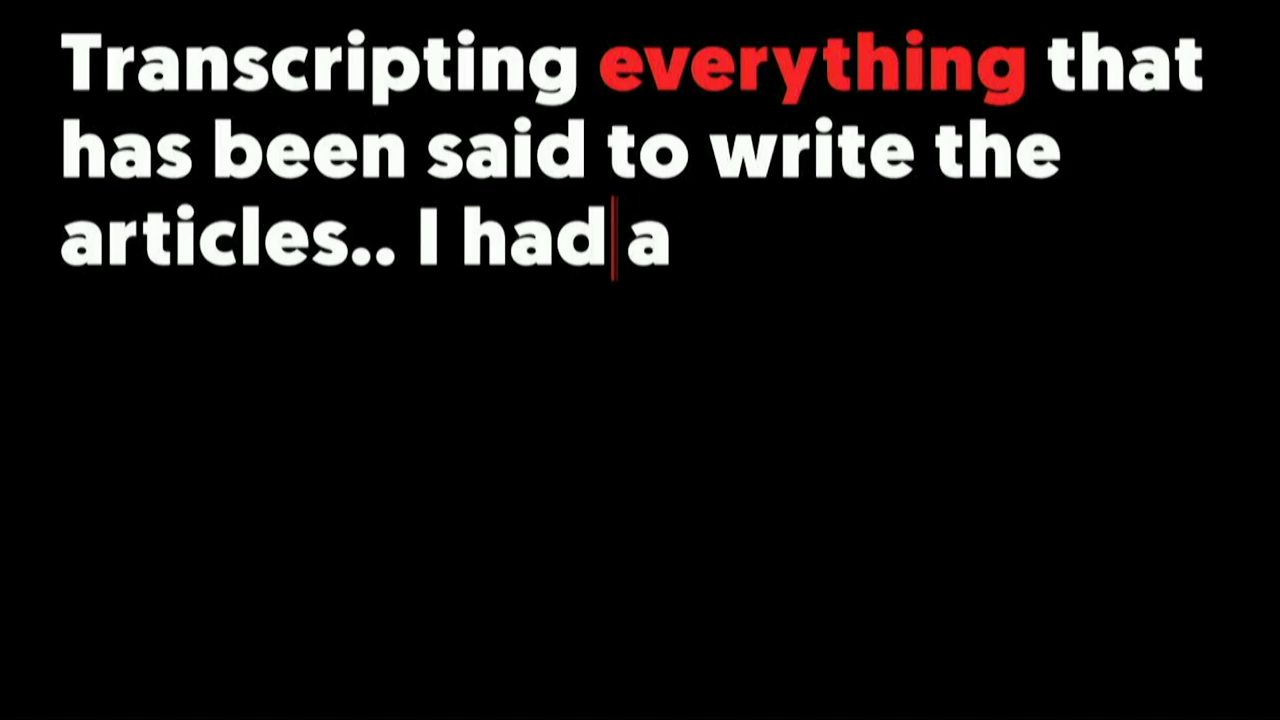 Transcripting everything that
has been said to write the
articles.. I had a